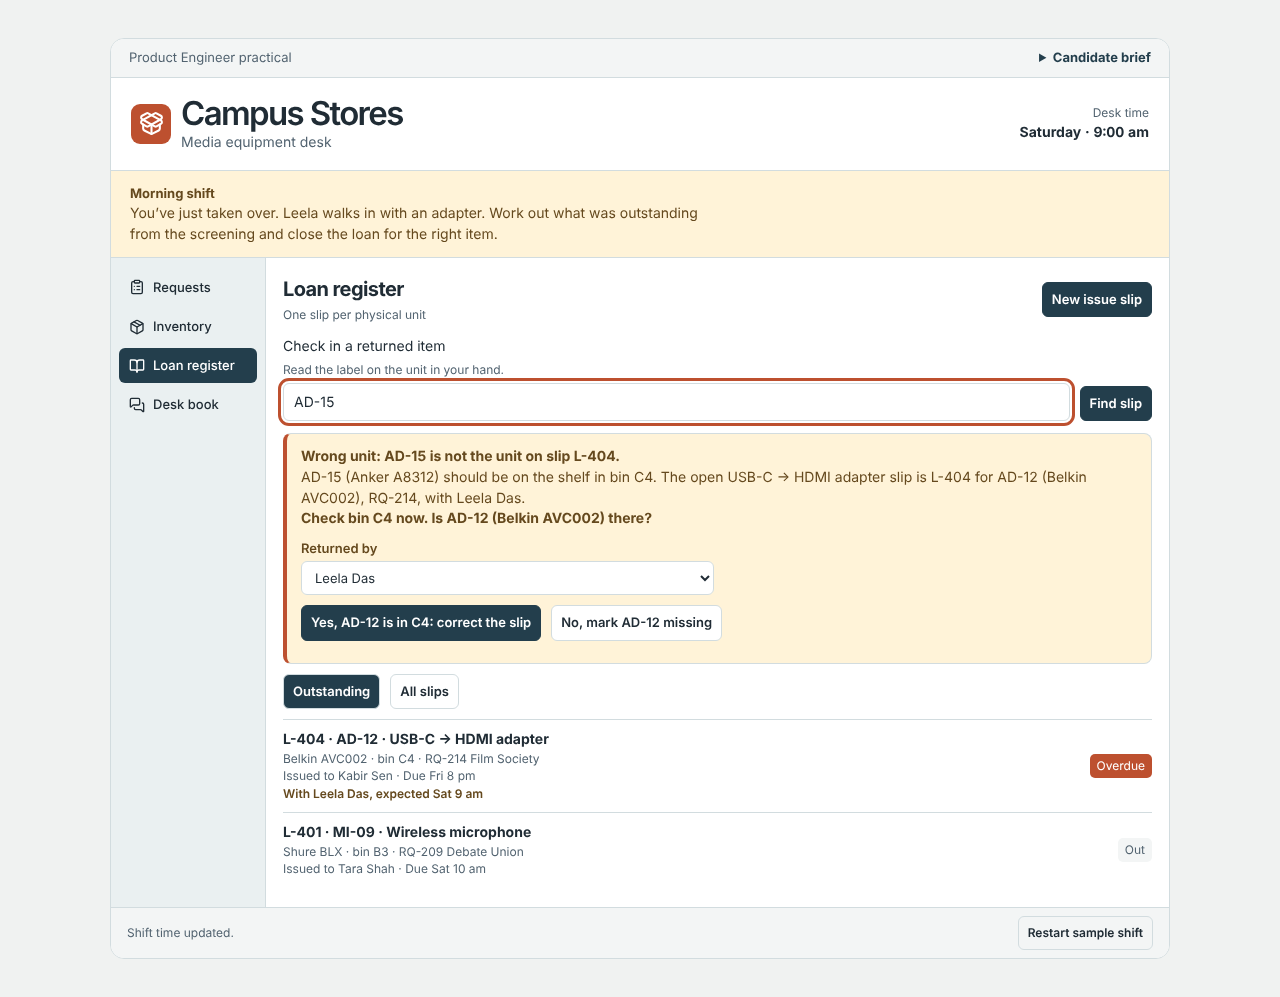 Product Engineer practical
Candidate brief
Campus Stores
Media equipment desk
Desk time
Saturday · 9:00 am
Morning shift
You’ve just taken over. Leela walks in with an adapter. Work out what was outstanding
from the screening and close the loan for the right item.
Requests
Inventory
Loan register
Desk book
Loan register
One slip per physical unit
New issue slip
Check in a returned item
Read the label on the unit in your hand.
AD-15
Find slip
Wrong unit: AD-15 is not the unit on slip L-404.
AD-15 (Anker A8312) should be on the shelf in bin C4. The open USB-C → HDMI adapter slip is L-404 for AD-12 (Belkin
AVC002), RQ-214, with Leela Das.
Check bin C4 now. Is AD-12 (Belkin AVC002) there?
Returned by
Leela Das
Yes, AD-12 is in C4: correct the slip
No, mark AD-12 missing
Outstanding
All slips
L-404 · AD-12 · USB-C → HDMI adapter
Belkin AVC002 · bin C4 · RQ-214 Film Society
Issued to Kabir Sen · Due Fri 8 pm
With Leela Das, expected Sat 9 am
Overdue
L-401 · MI-09 · Wireless microphone
Shure BLX · bin B3 · RQ-209 Debate Union
Issued to Tara Shah · Due Sat 10 am
Out
Shift time updated.
Restart sample shift